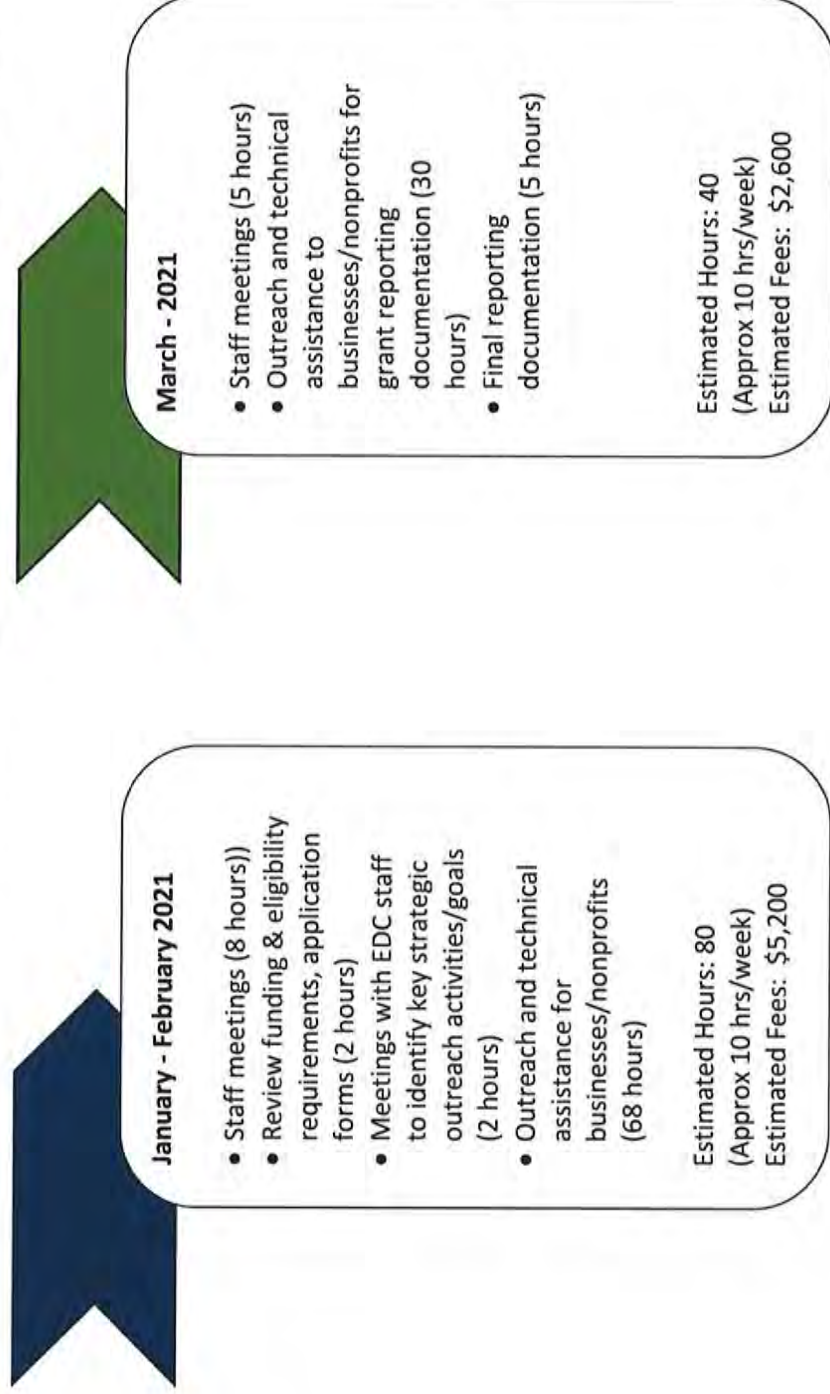 January - February 2021
• Staff meetings (8 hours))
• Review funding & eligibility
requirements, application
forms (2 hours)
• Meetings with EDC staff
to identify key strategic
outreach activities/goals
(2 hours)
• Outreach and technical
assistance for
businesses/nonprofits
(68 hours)
Estimated Hours: 80
(Approx 10 hrs/week)
Estimated Fees: $5,200
March - 2021
• Staff meetings (5 hours)
• Outreach and technical
assistance to
businesses/nonprofits for
grant reporting
documentation (30
hours)
• Final reporting
documentation (5 hours)
Estimated Hours: 40
(Approx 10 hrs/week)
Estimated Fees: $2,600